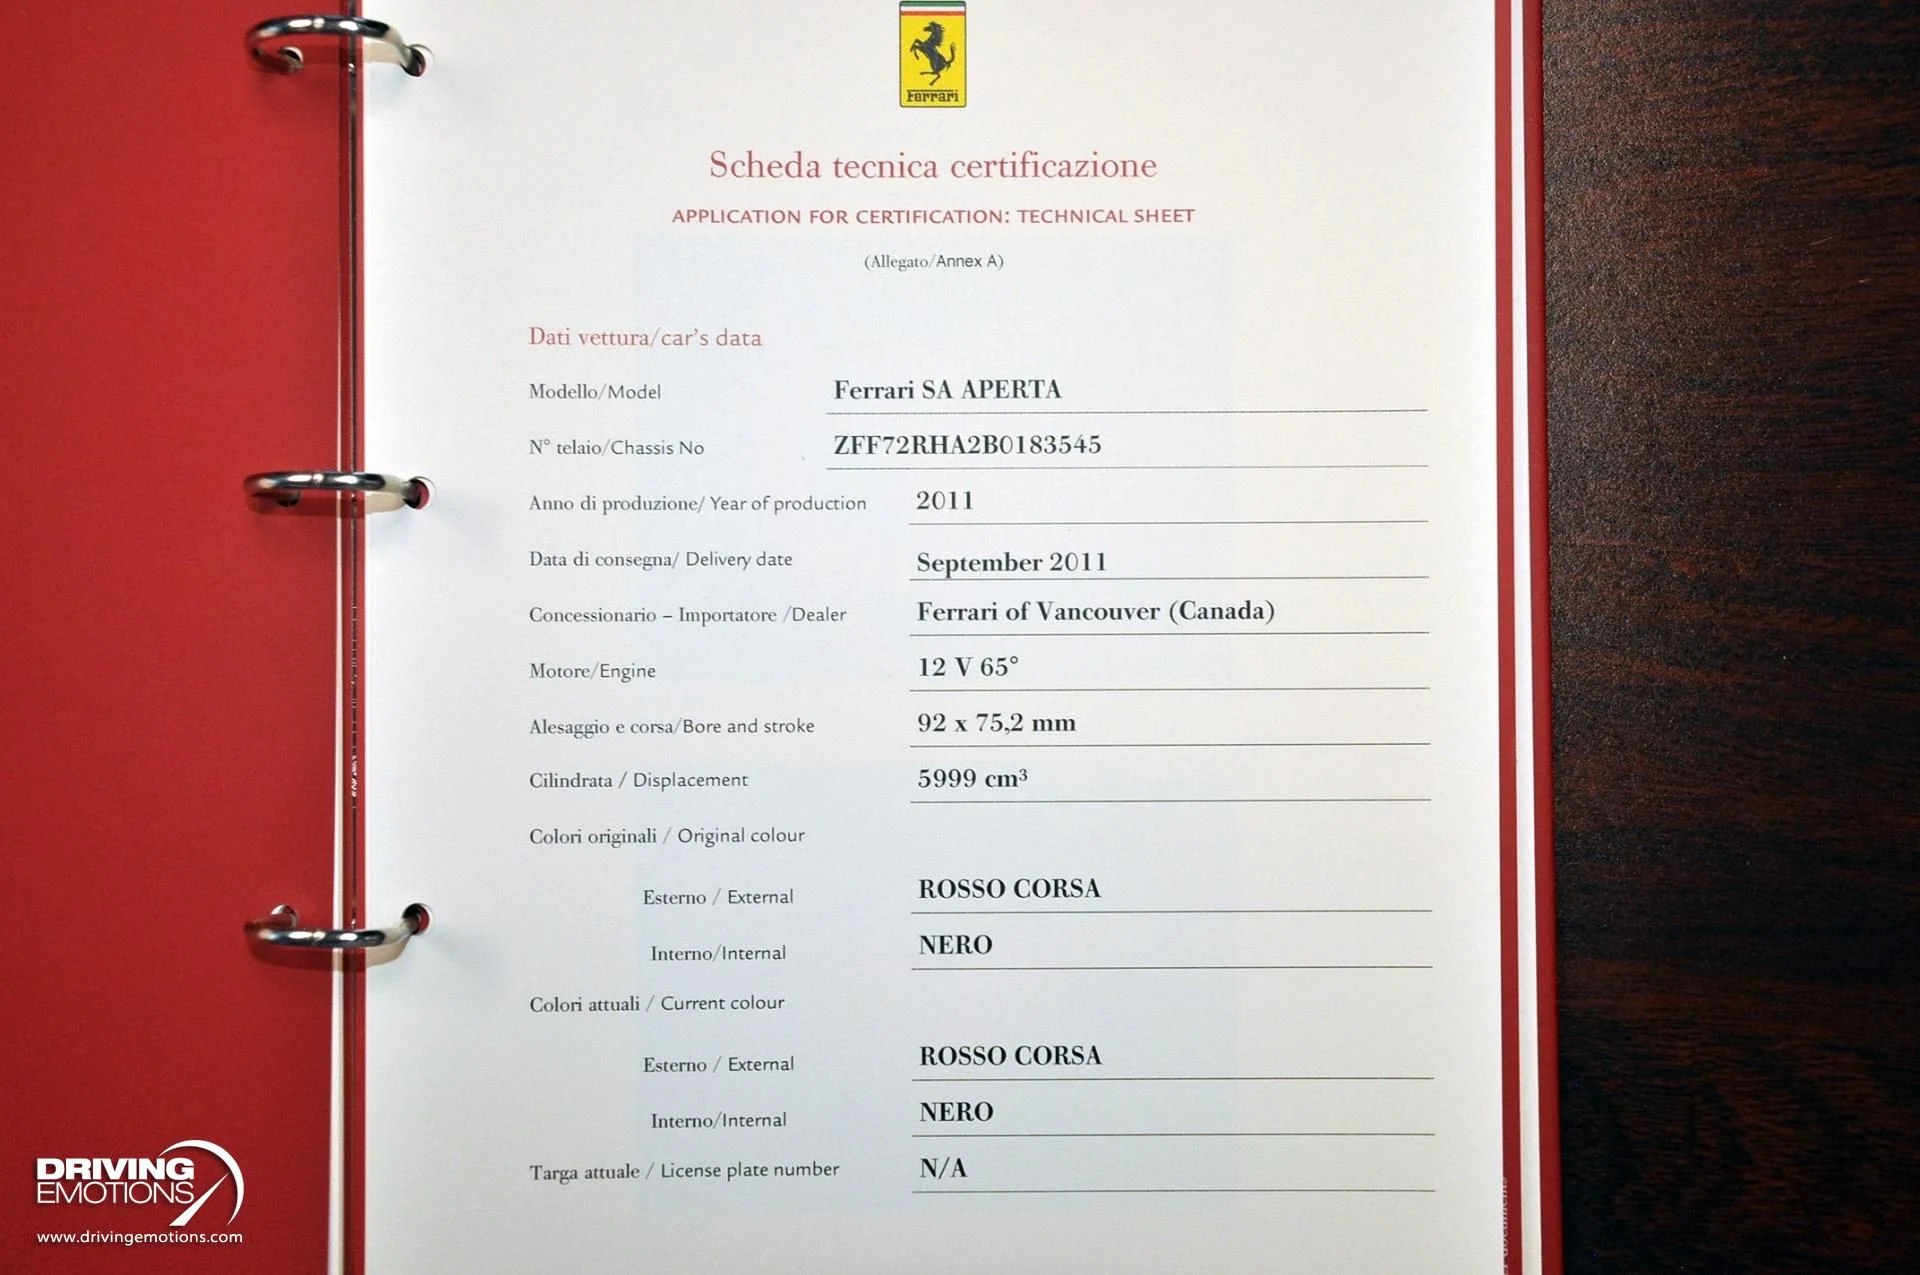 Ferrari
Scheda tecnica certificazione
APPLICATION FOR CERTIFICATION: TECHNICAL SHEET
(Allegato/Annex A)
Dati vettura/car's data
Modello/Model Ferrari SA APERTA
N° telaio/Chassis No ZFF72RHA2B0183545
Anno di produzione/ Year of production 2011
Data di consegna/ Delivery date September 2011
Concessionario – Importatore /Dealer Ferrari of Vancouver (Canada)
Motore/Engine 12 V 65°
Alesaggio e corsa/Bore and stroke 92 x 75,2 mm
Cilindrata / Displacement 5999 cm³
Colori originali / Original colour
Esterno / External ROSSO CORSA
Interno/Internal NERO
Colori attuali / Current colour
Esterno / External ROSSO CORSA
Interno/Internal NERO
Targa attuale / License plate number N/A
DRIVING
EMOTIONS
www.drivingemotions.com